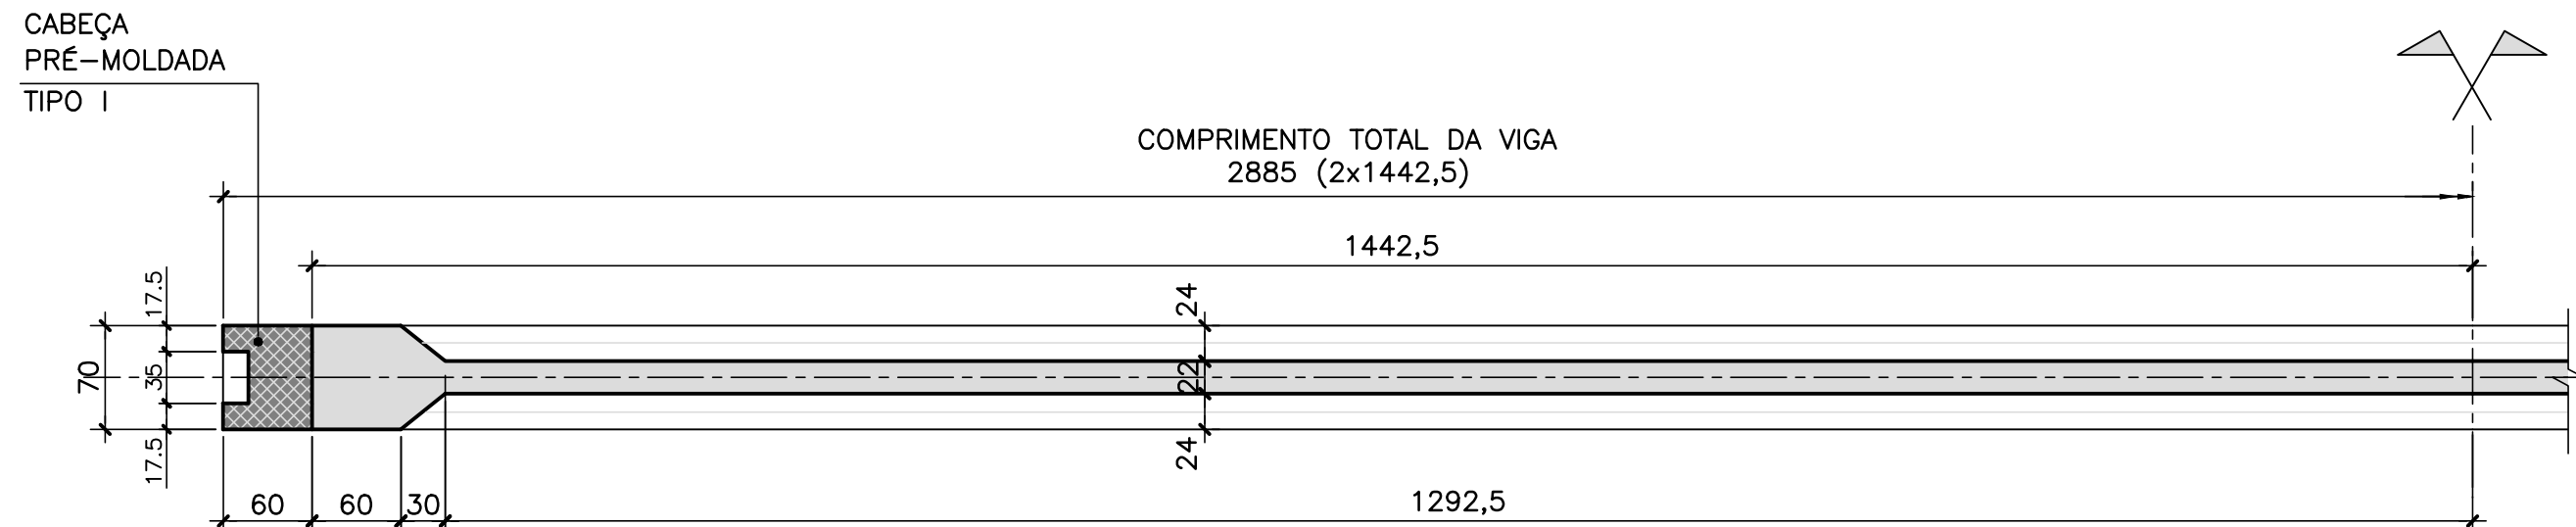 CABEÇA
PRÉ-MOLDADA
TIPO I
COMPRIMENTO TOTAL DA VIGA
2885 (2x1442,5)
1442,5
17.5
24
70
35
22
17.5
24
60
60
30
1292,5